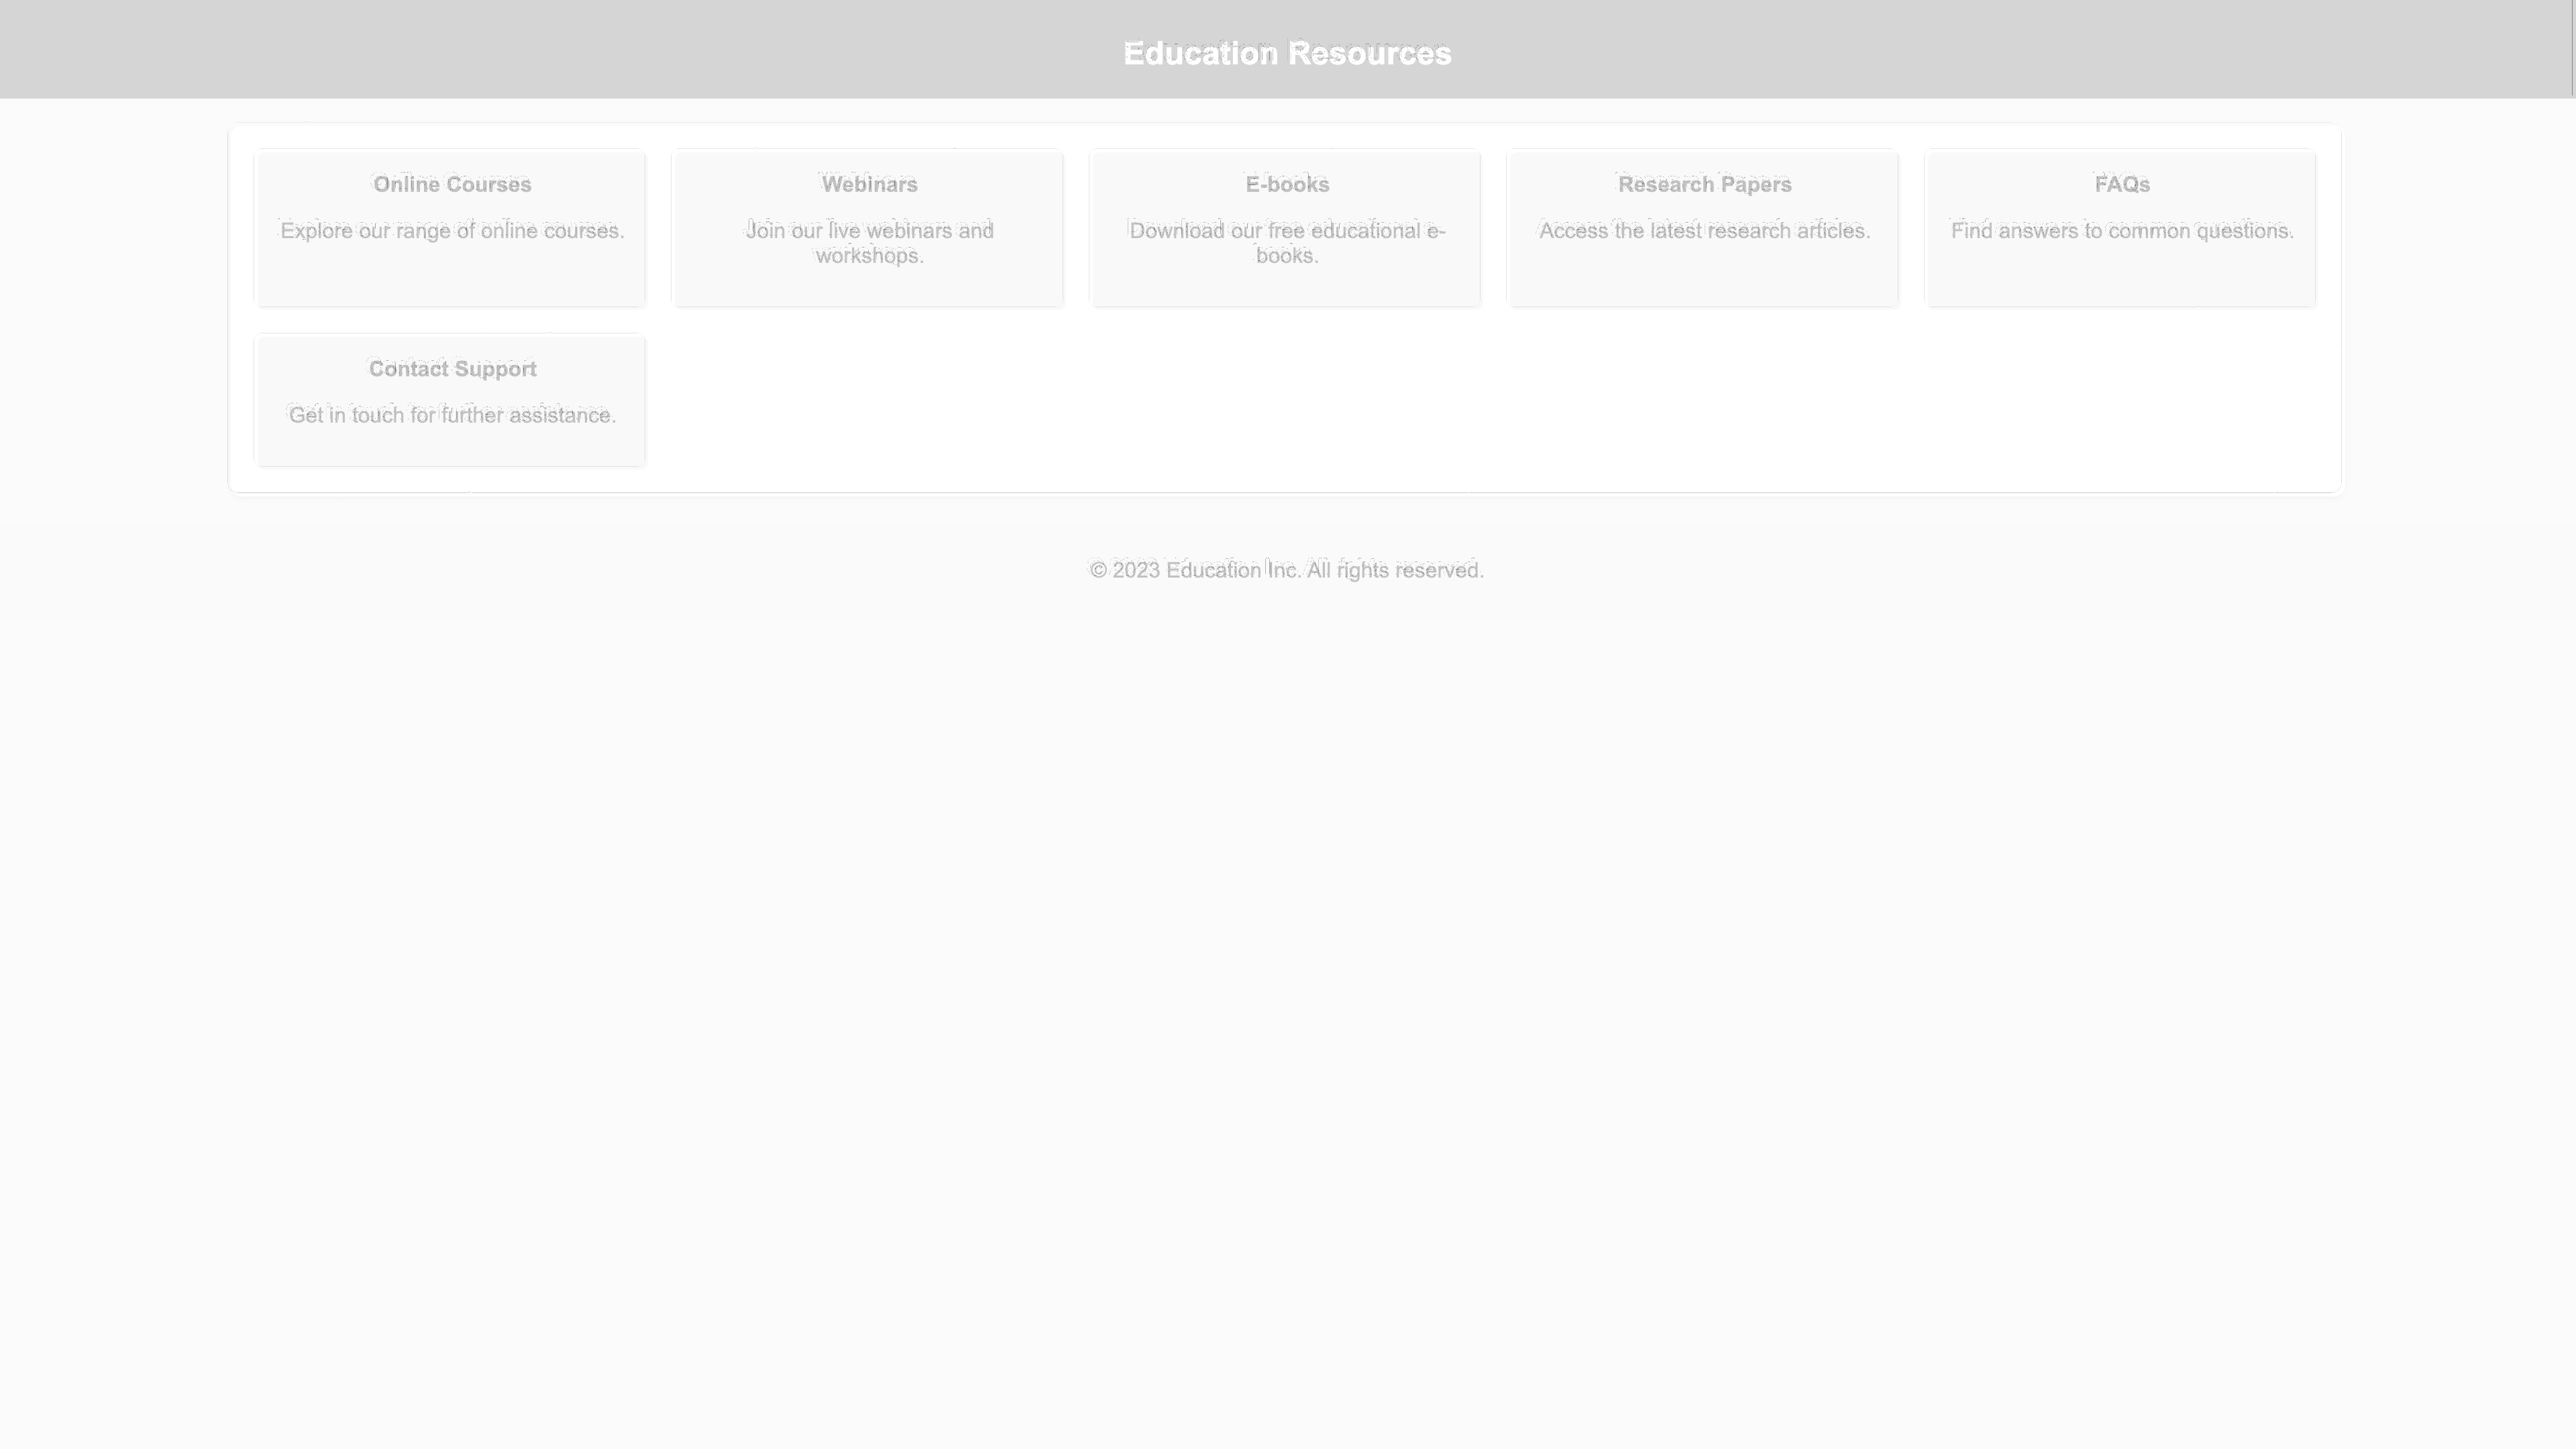 Education Resources
Online Courses
Explore our range of online courses.
Webinars
Join our live webinars and
workshops.
E-books
Download our free educational e-
books.
Research Papers
Access the latest research articles.
FAQs
Find answers to common questions.
Contact Support
Get in touch for further assistance.
© 2023 Education Inc. All rights reserved.